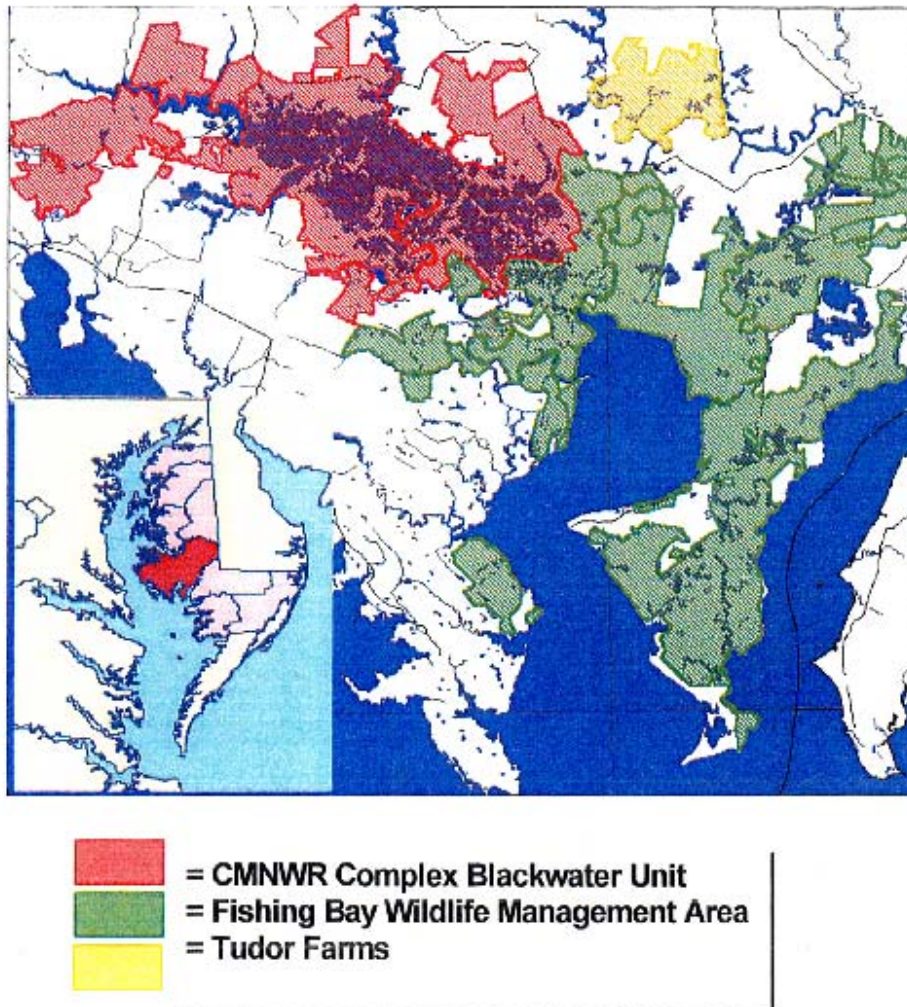 = CMNWR Complex Blackwater Unit
= Fishing Bay Wildlife Management Area
= Tudor Farms